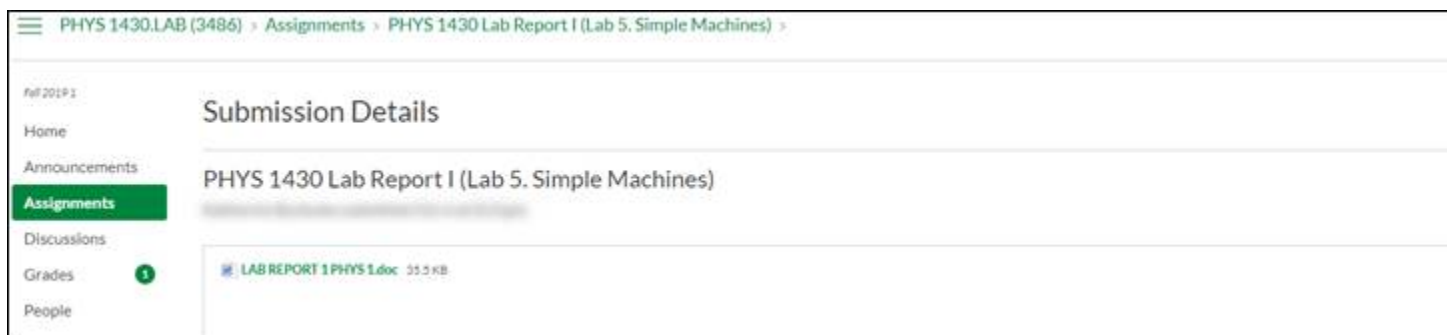 PHYS 1430.LAB (3486) › Assignments › PHYS 1430 Lab Report I (Lab 5. Simple Machines) ›
Fall 2019 1
Submission Details
Home
Announcements
PHYS 1430 Lab Report I (Lab 5. Simple Machines)
Assignments
Discussions
LAB REPORT 1 PHYS 1.doc 35.5 KB
Grades 1
People